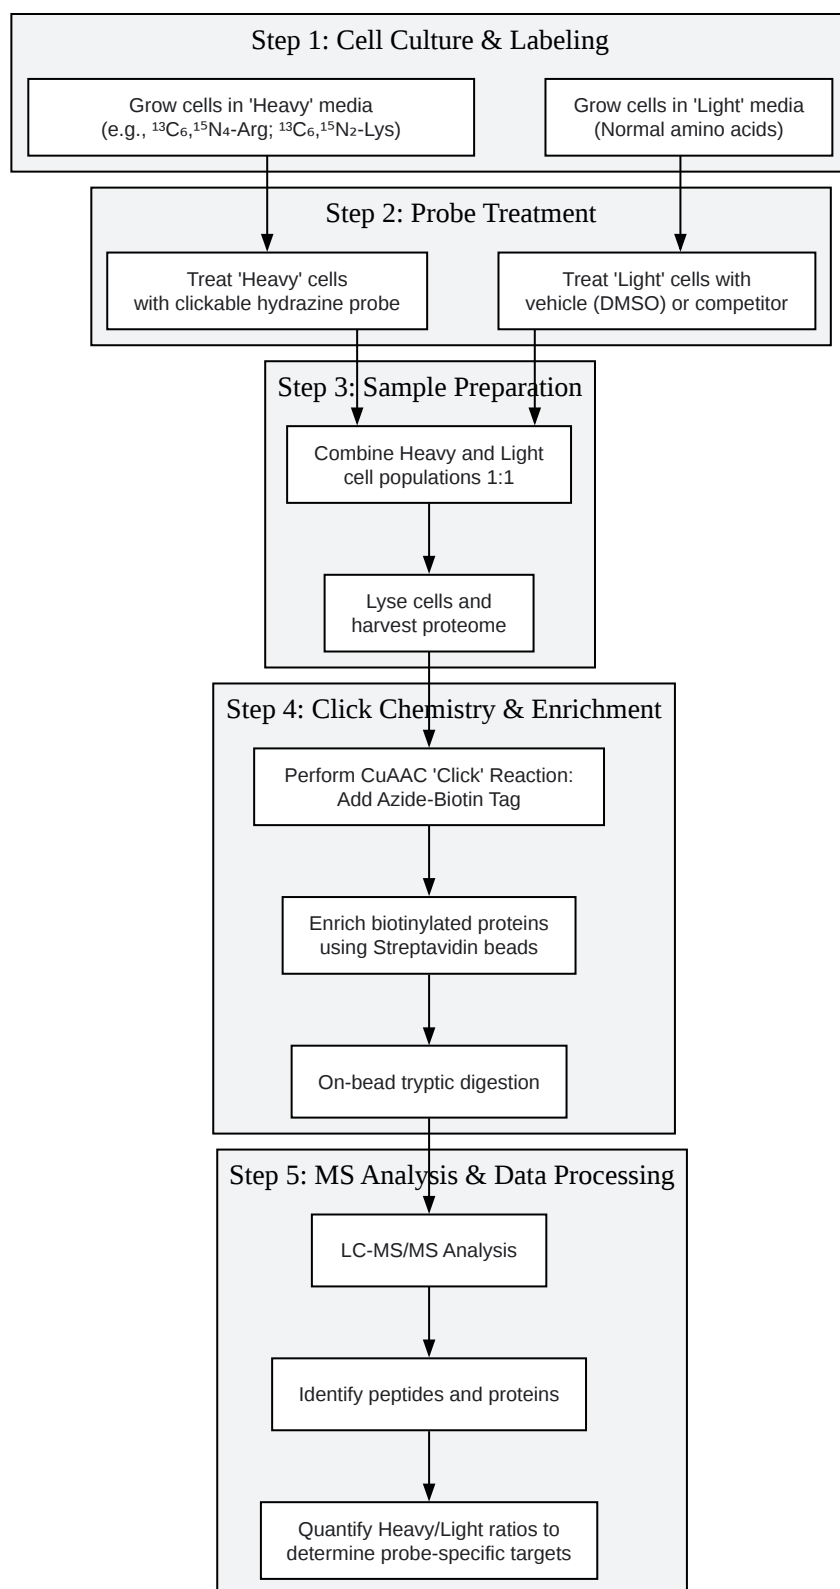 Step 1: Cell Culture & Labeling
Grow cells in 'Heavy' media
(e.g., ¹³C₆,¹⁵N₄-Arg; ¹³C₆,¹⁵N₂-Lys)
Grow cells in 'Light' media
(Normal amino acids)
Step 2: Probe Treatment
Treat 'Heavy' cells
with clickable hydrazine probe
Treat 'Light' cells with
vehicle (DMSO) or competitor
Step 3: Sample Preparation
Combine Heavy and Light
cell populations 1:1
Lyse cells and
harvest proteome
Step 4: Click Chemistry & Enrichment
Perform CuAAC 'Click' Reaction:
Add Azide-Biotin Tag
Enrich biotinylated proteins
using Streptavidin beads
On-bead tryptic digestion
Step 5: MS Analysis & Data Processing
LC-MS/MS Analysis
Identify peptides and proteins
Quantify Heavy/Light ratios to
determine probe-specific targets